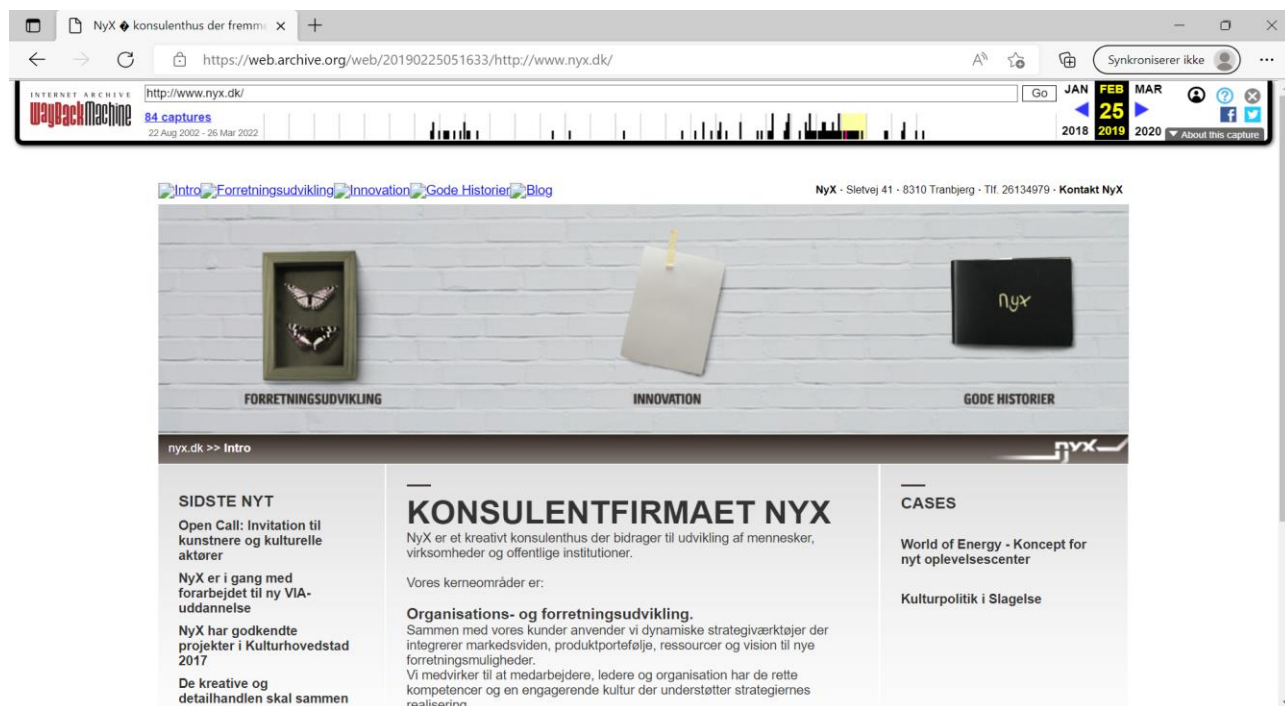 NyX � konsulenthus der fremm
https://web.archive.org/web/20190225051633/http://www.nyx.dk/
Synkroniserer ikke
INTERNET ARCHIVE
WayBackMachine
http://www.nyx.dk/
Go
JAN FEB MAR
84 captures
25
22 Aug 2002 - 26 Mar 2022
2018 2019 2020
▼ About this capture
Intro Forretningsudvikling Innovation Gode Historier Blog
NyX - Sletvej 41 - 8310 Tranbjerg - Tlf. 26134979 - Kontakt NyX
nyx
FORRETNINGSUDVIKLING
INNOVATION
GODE HISTORIER
nyx.dk >> Intro
nyx
SIDSTE NYT
Open Call: Invitation til
kunstnere og kulturelle
aktører
NyX er i gang med
forarbejdet til ny VIA-
uddannelse
NyX har godkendte
projekter i Kulturhovedstad
2017
De kreative og
detailhandlen skal sammen
KONSULENTFIRMAET NYX
NyX er et kreativt konsulenthus der bidrager til udvikling af mennesker,
virksomheder og offentlige institutioner.
Vores kerneområder er:
Organisations- og forretningsudvikling.
Sammen med vores kunder anvender vi dynamiske strategiværktøjer der
integrerer markedsviden, produktportefølje, ressourcer og vision til nye
forretningsmuligheder.
Vi medvirker til at medarbejdere, ledere og organisation har de rette
kompetencer og en engagerende kultur der understøtter strategiernes
realisering
CASES
World of Energy - Koncept for
nyt oplevelsescenter
Kulturpolitik i Slagelse